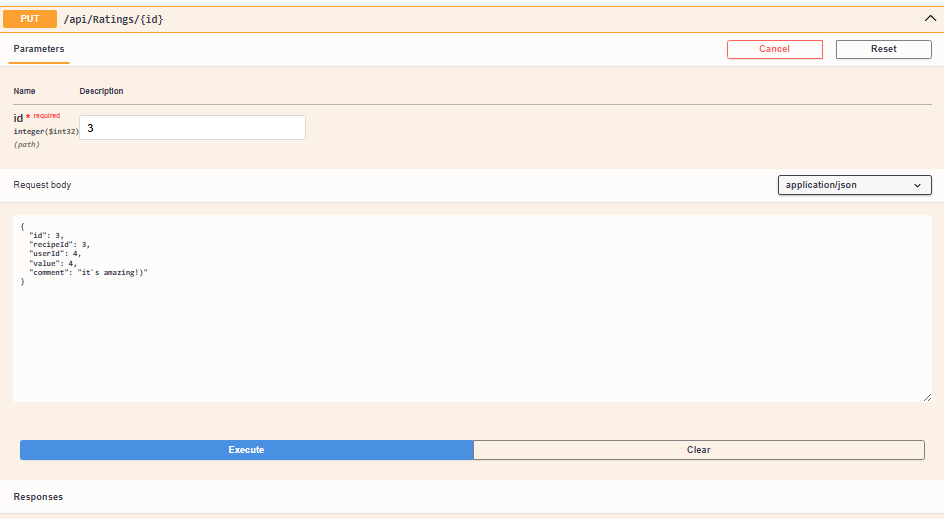 PUT /api/Ratings/{id}
Parameters Cancel Reset
Name Description
id * required
integer($int32) 3
(path)
Request body application/json
{
"id": 3,
"recipeId": 3,
"userId": 4,
"value": 4,
"comment": "it`s amazing!)"
}
Execute Clear
Responses